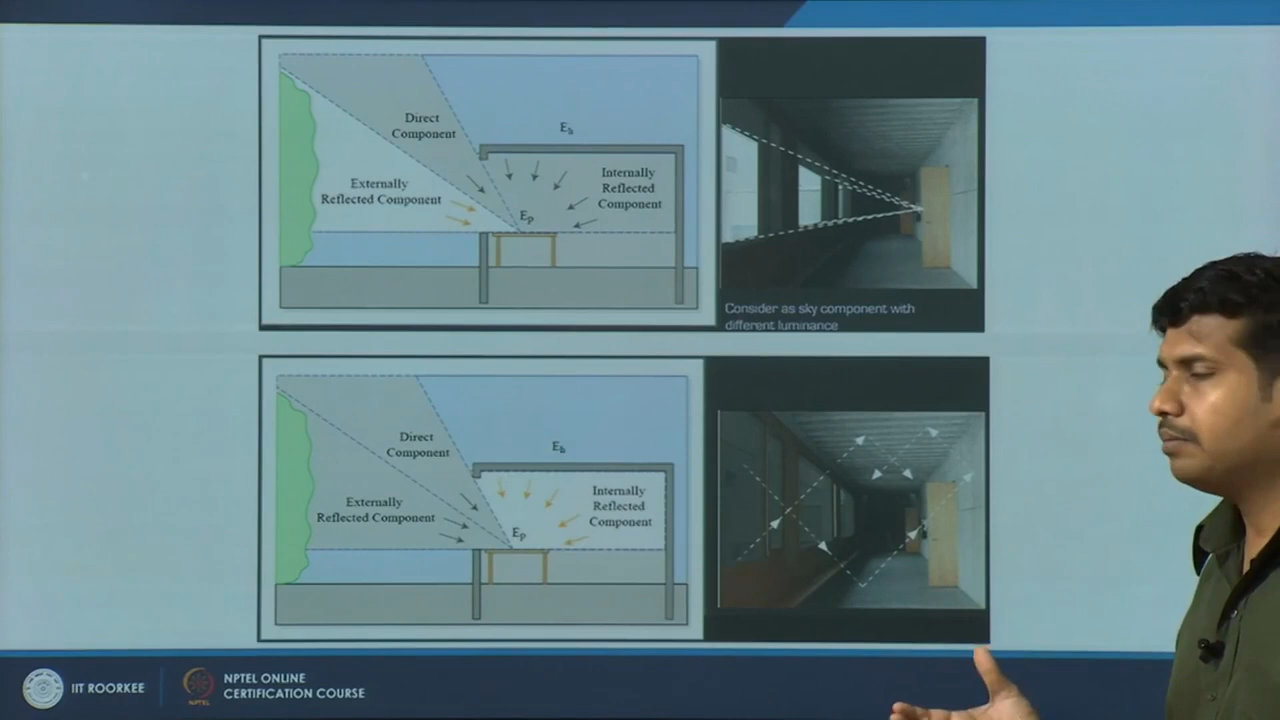 Direct
Component
Eh
Externally
Reflected Component
Internally
Reflected
Component
Ep
Consider as sky component with
different luminance
Direct
Component
Eh
Externally
Reflected Component
Internally
Reflected
Component
Ep
IIT ROORKEE
NPTEL
NPTEL ONLINE
CERTIFICATION COURSE